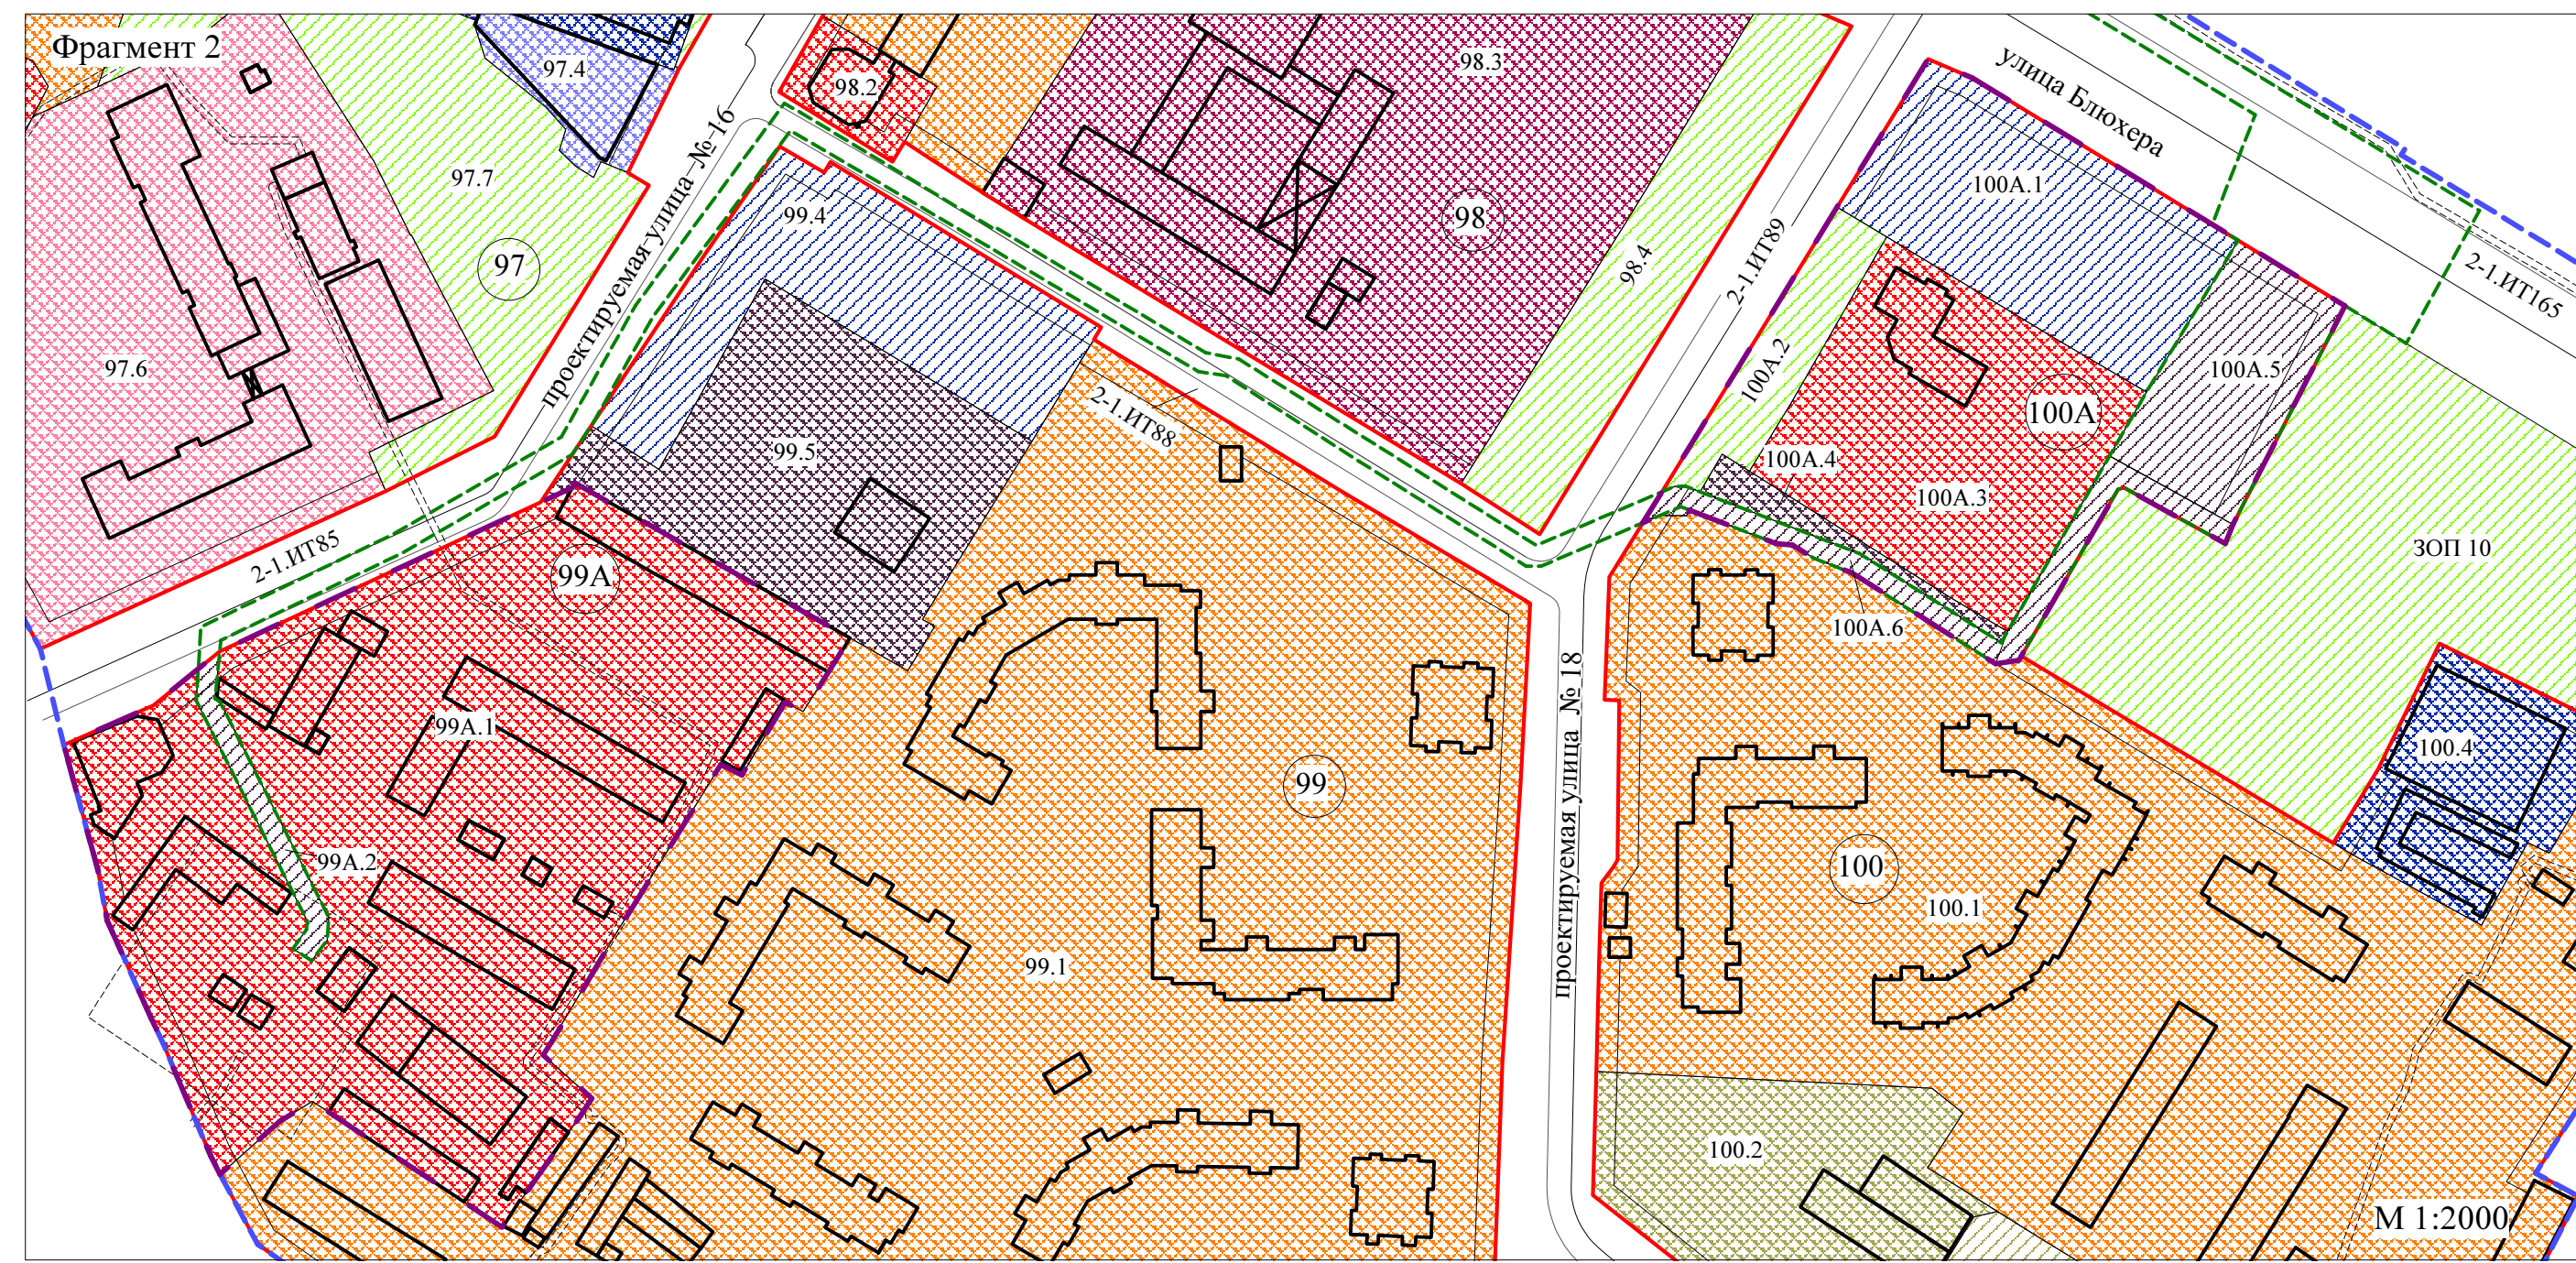 Фрагмент 2
97.4
98.2
98.3
улица Блюхера
проектируемая улица № 16
97.7
99.4
98
100А.1
97
98.4
2-1.ИТ89
2-1.ИТ165
97.6
100А.2
100А.5
2-1.ИТ88
100А
99.5
100А.4
100А.3
2-1.ИТ85
ЗОП 10
99А
100А.6
проектируемая улица № 18
99А.1
100.4
99
99А.2
100
100.1
99.1
100.2
М 1:2000